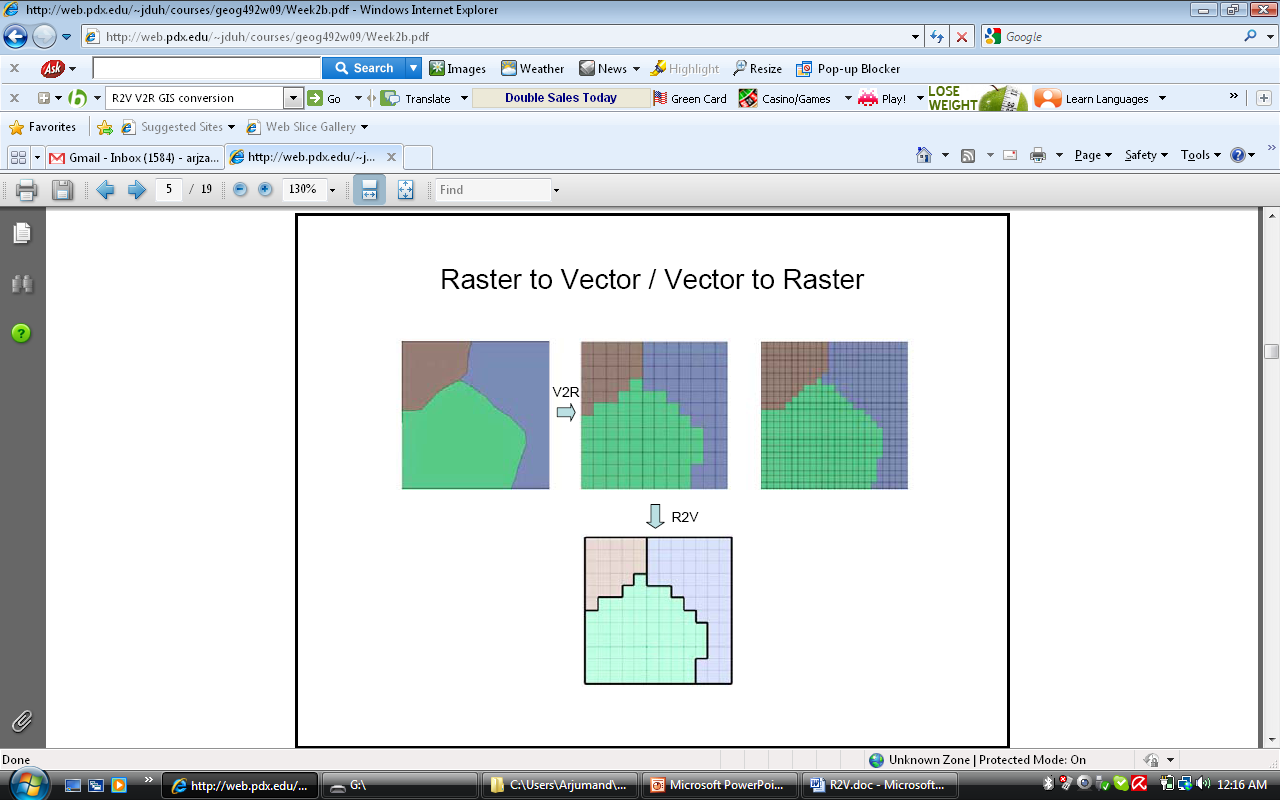 http://web.pdx.edu/~jduh/courses/geog492w09/Week2b.pdf - Windows Internet Explorer
http://web.pdx.edu/~jduh/courses/geog492w09/Week2b.pdf Google
x Ask Search Images Weather News Highlight Resize Pop-up Blocker
x b R2V V2R GIS conversion Go Translate Double Sales Today Green Card Casino/Games Play! LOSE WEIGHT Learn Languages »
Favorites Suggested Sites Web Slice Gallery
Gmail - Inbox (1584) - arjza... http://web.pdx.edu/~j... x Page Safety Tools »
5 / 19 130% Find
Raster to Vector / Vector to Raster
V2R
R2V
Done Unknown Zone | Protected Mode: On
» http://web.pdx.edu/... G:\ C:\Users\Arjumand\... Microsoft PowerPoi... R2V.doc - Microsoft... 12:16 AM